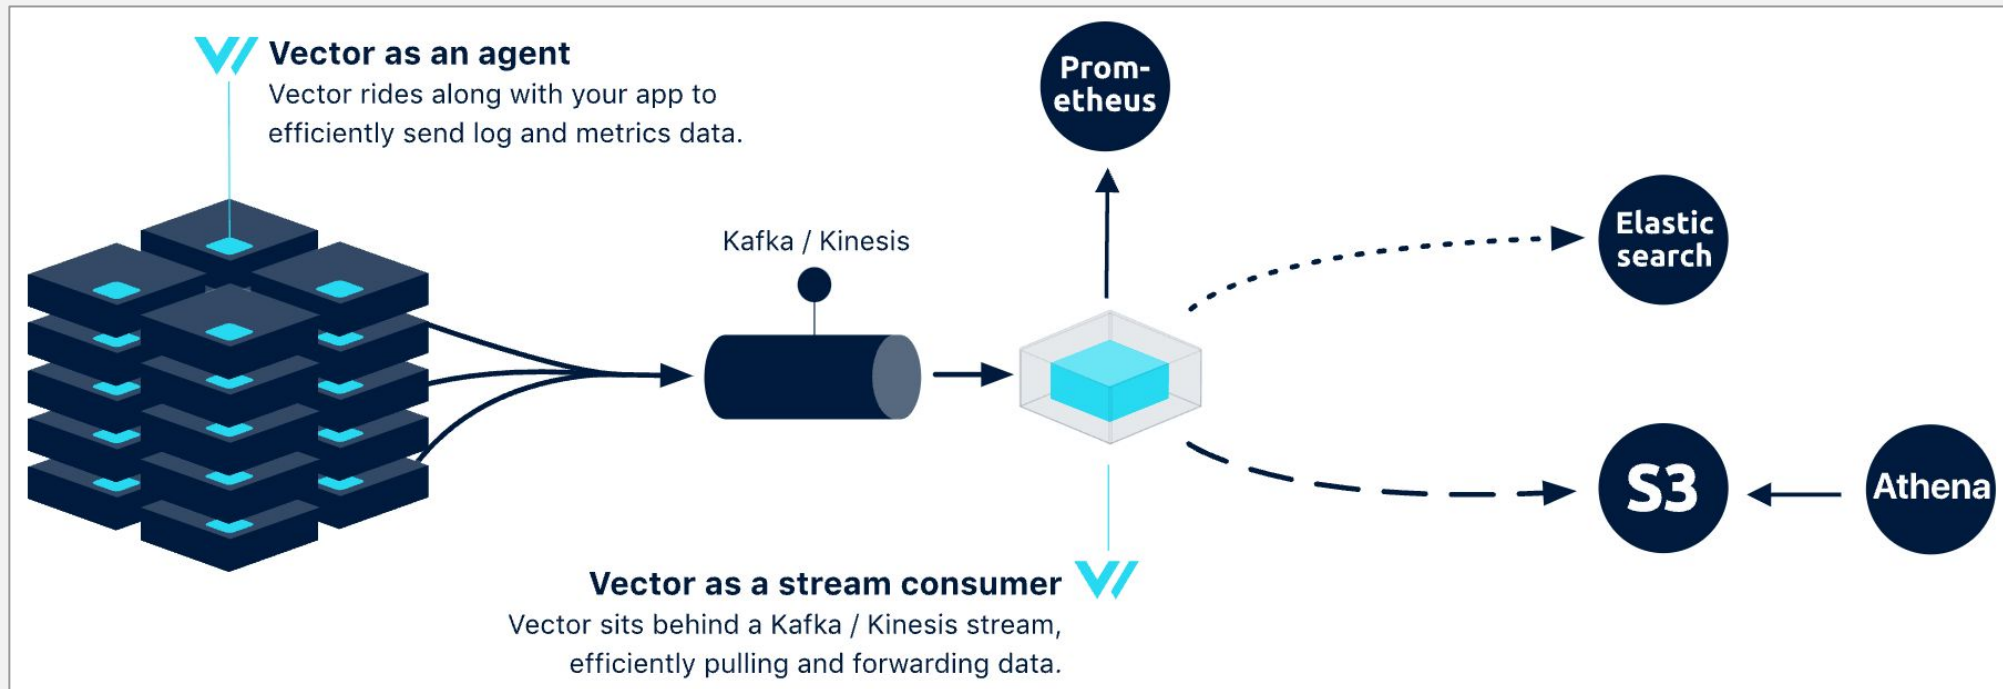 Vector as an agent
Vector rides along with your app to
efficiently send log and metrics data.
Prom-
etheus
Elastic
search
Kafka / Kinesis
S3
Athena
Vector as a stream consumer
Vector sits behind a Kafka / Kinesis stream,
efficiently pulling and forwarding data.